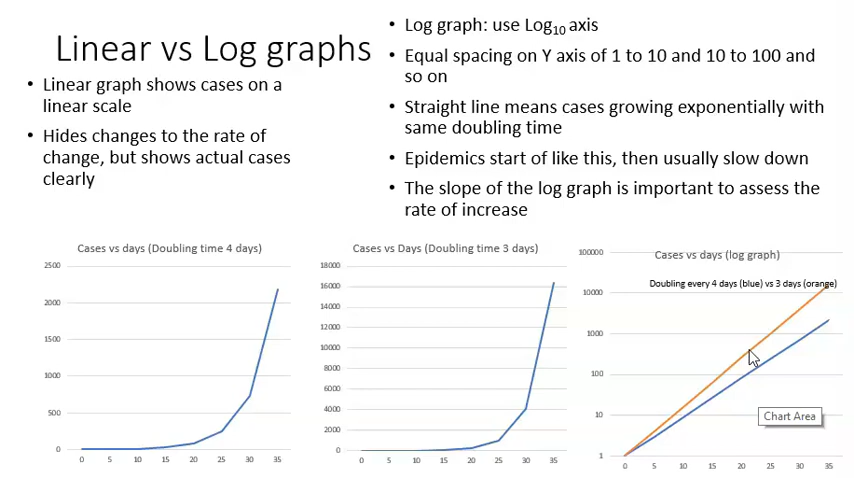 Linear vs Log graphs
• Linear graph shows cases on a
linear scale
• Hides changes to the rate of
change, but shows actual cases
clearly
• Log graph: use Log10 axis
• Equal spacing on Y axis of 1 to 10 and 10 to 100 and
so on
• Straight line means cases growing exponentially with
same doubling time
• Epidemics start of like this, then usually slow down
• The slope of the log graph is important to assess the
rate of increase
Cases vs days (Doubling time 4 days)
2500
2000
1500
1000
500
0
0 5 10 15 20 25 30 35
Cases vs Days (Doubling time 3 days)
18000
16000
14000
12000
10000
8000
6000
4000
2000
0
0 5 10 15 20 25 30 35
Cases vs days (log graph)
Doubling every 4 days (blue) vs 3 days (orange)
100000
10000
1000
100
10
1
Chart Area
0 5 10 15 20 25 30 35